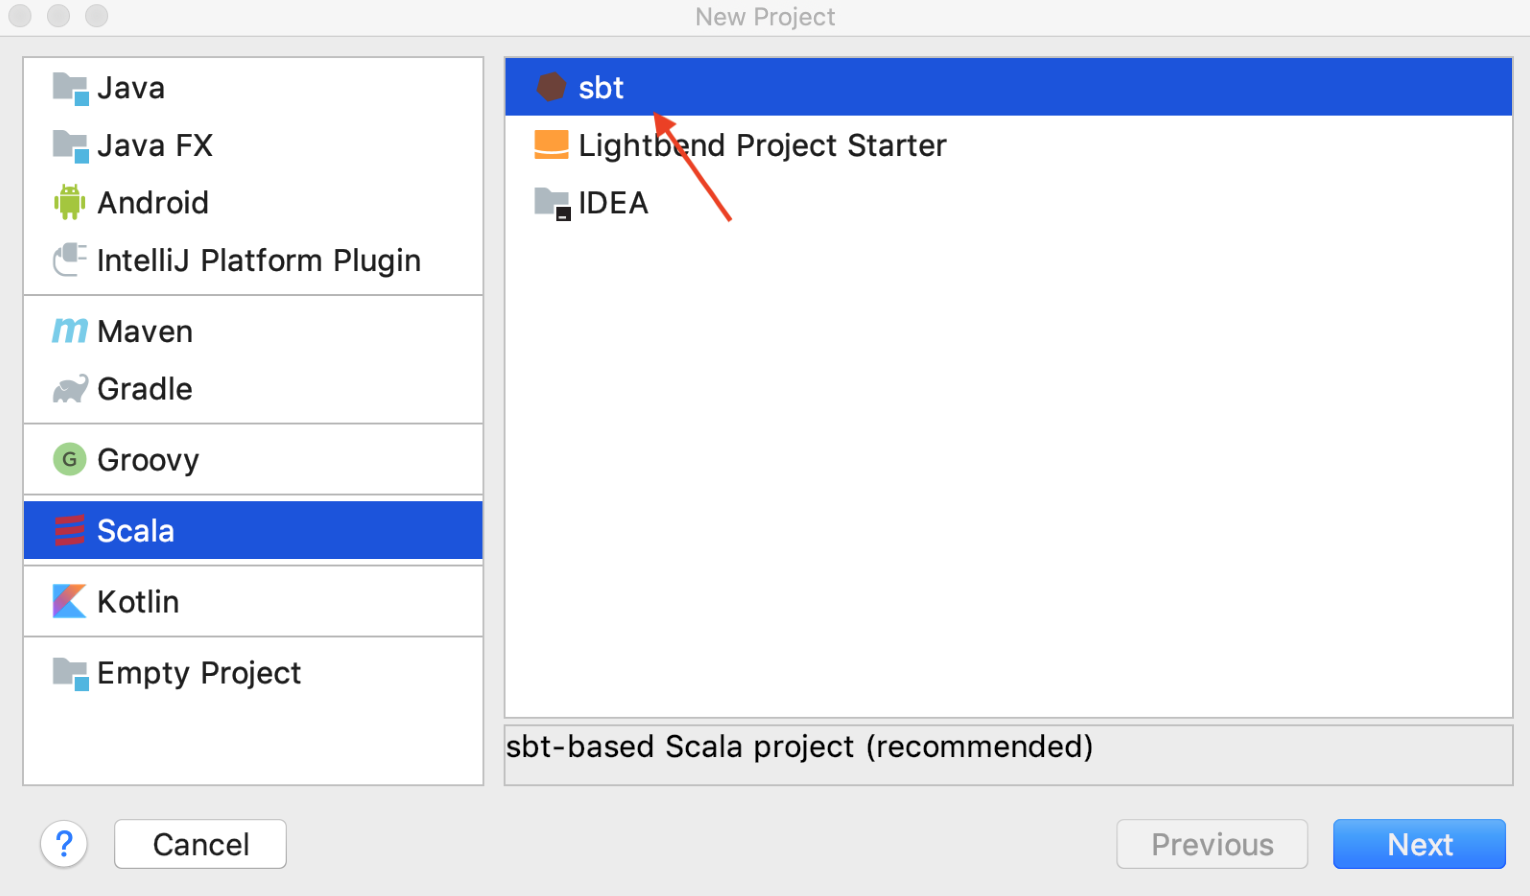 New Project
Java
Java FX
Android
IntelliJ Platform Plugin
m Maven
Gradle
G Groovy
Scala
Kotlin
Empty Project
sbt
Lightbend Project Starter
IDEA
sbt-based Scala project (recommended)
?
Cancel
Previous
Next